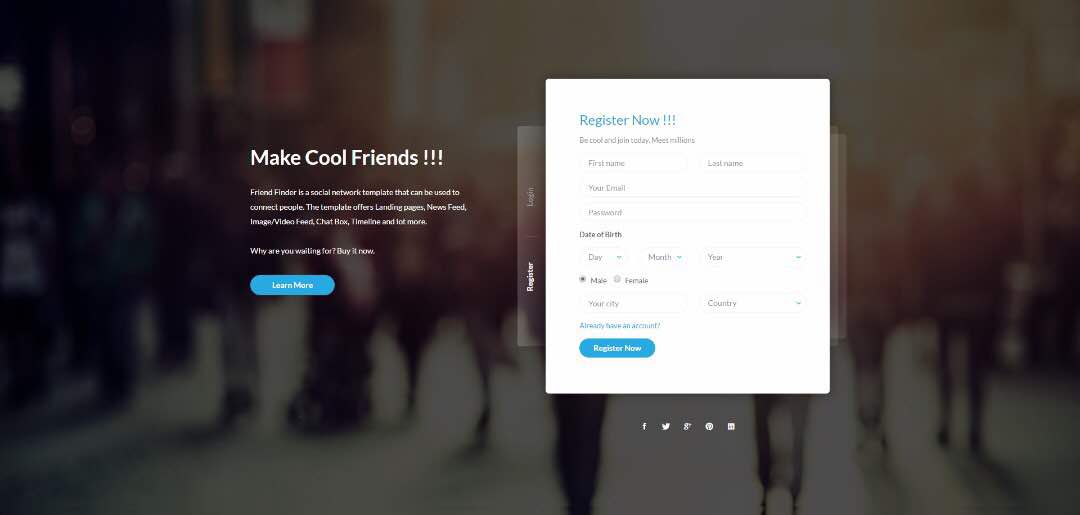 Make Cool Friends !!!
Friend Finder is a social network template that can be used to
connect people. The template offers Landing pages, News Feed,
Image/Video Feed, Chat Box, Timeline and lot more.
Why are you waiting for? Buy it now.
Learn More
Login
Register
Register Now !!!
Be cool and join today. Meet millions
First name
Last name
Your Email
Password
Date of Birth
Day
Month
Year
Male
Female
Your city
Country
Already have an account?
Register Now